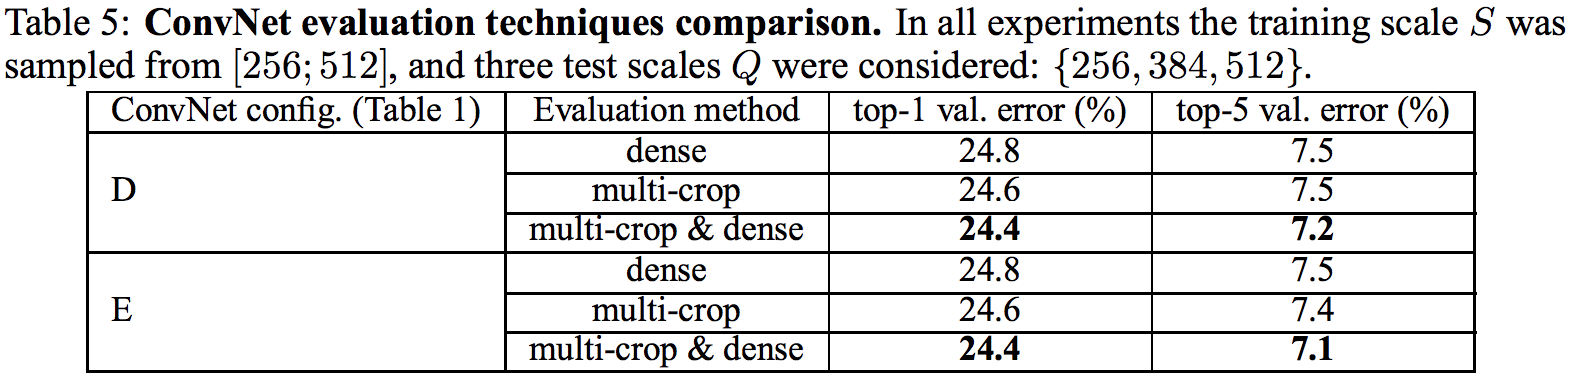 Table 5: ConvNet evaluation techniques comparison. In all experiments the training scale S was
sampled from [256; 512], and three test scales Q were considered: {256, 384, 512}.
ConvNet config. (Table 1) Evaluation method top-1 val. error (%) top-5 val. error (%)
D
dense 24.8 7.5
multi-crop 24.6 7.5
multi-crop & dense 24.4 7.2
E
dense 24.8 7.5
multi-crop 24.6 7.4
multi-crop & dense 24.4 7.1